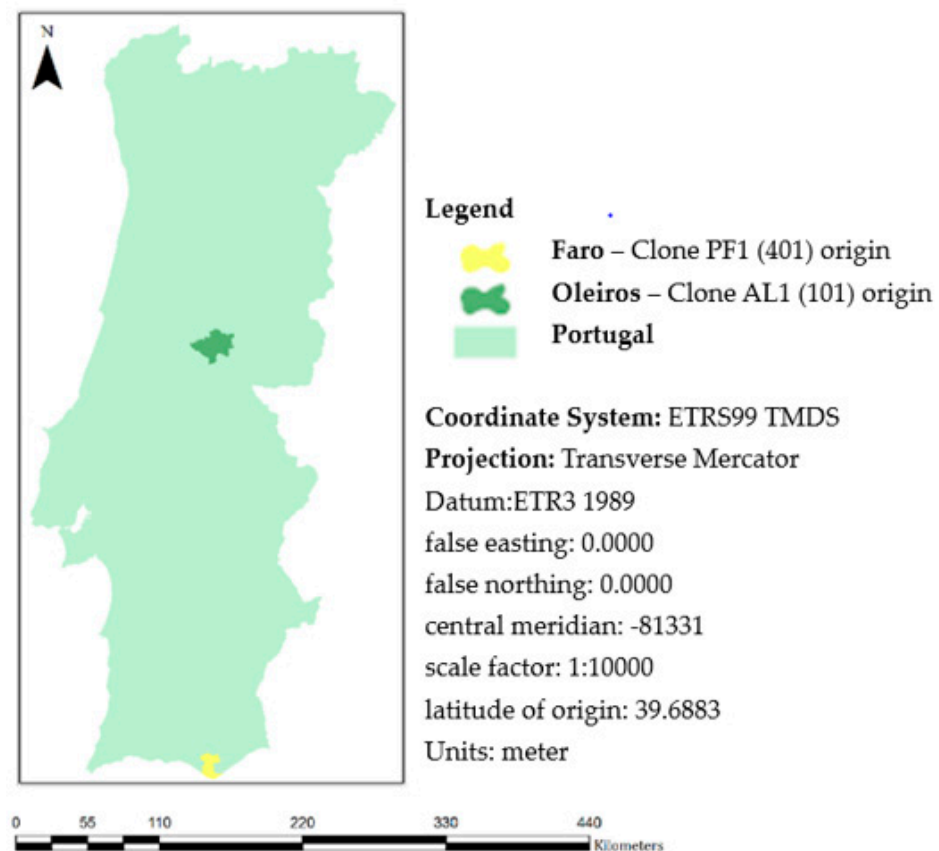 N
Legend
Faro – Clone PF1 (401) origin
Oleiros – Clone AL1 (101) origin
Portugal
Coordinate System: ETRS99 TMDS
Projection: Transverse Mercator
Datum:ETR3 1989
false easting: 0.0000
false northing: 0.0000
central meridian: -81331
scale factor: 1:10000
latitude of origin: 39.6883
Units: meter
0 55 110 220 330 440
Kilometers